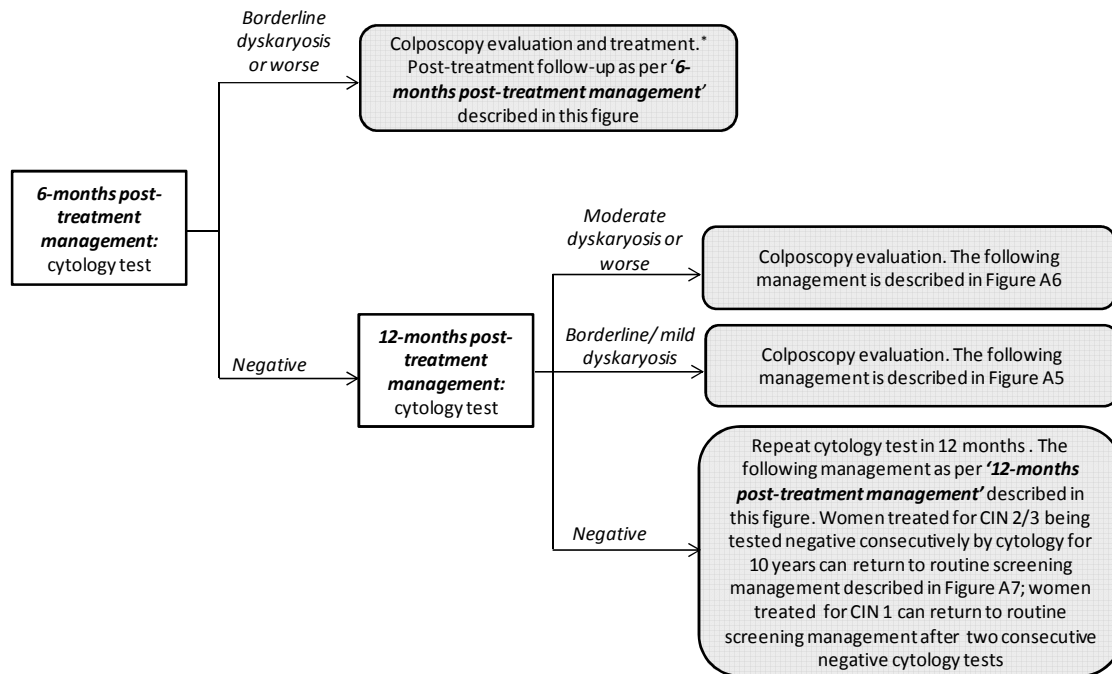 Borderline
dyskaryosis
or worse
Colposcopy evaluation and treatment.*
Post-treatment follow-up as per ‘6-
months post-treatment management’
described in this figure
6-months post-
treatment
management:
cytology test
Negative
12-months post-
treatment
management:
cytology test
Moderate
dyskaryosis or
worse
Colposcopy evaluation. The following
management is described in Figure A6
Borderline/ mild
dyskaryosis
Colposcopy evaluation. The following
management is described in Figure A5
Negative
Repeat cytology test in 12 months . The
following management as per ‘12-months
post-treatment management’ described in
this figure. Women treated for CIN 2/3 being
tested negative consecutively by cytology for
10 years can return to routine screening
management described in Figure A7; women
treated for CIN 1 can return to routine
screening management after two consecutive
negative cytology tests